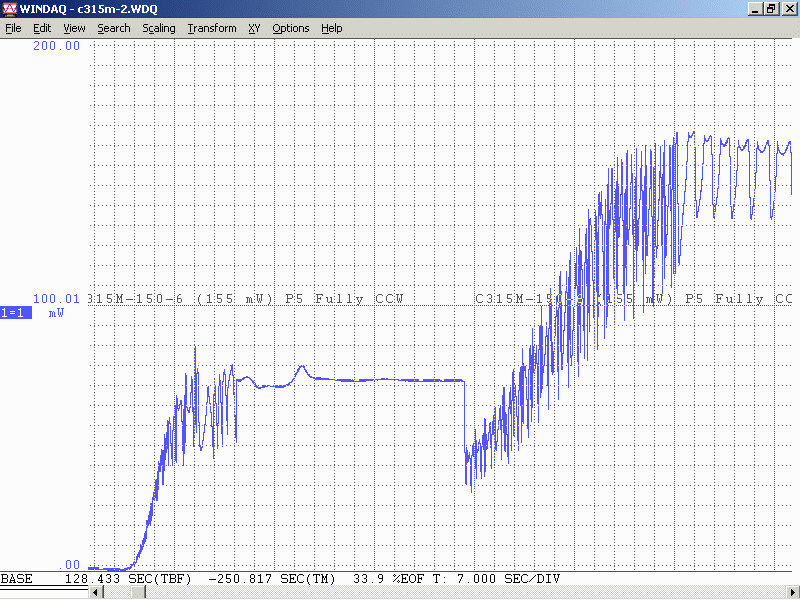 WINDAQ - c315m-2.WDQ
File Edit View Search Scaling Transform XY Options Help
200.00
100.01 315M-150-6 (155 mW) P5 Fully CCW C315M-150-6 (155 mW) P5 Fully CC
1=1 mW
.00
BASE 128.433 SEC(TBF) -250.817 SEC(TM) 33.9 %EOF T: 7.000 SEC/DIV